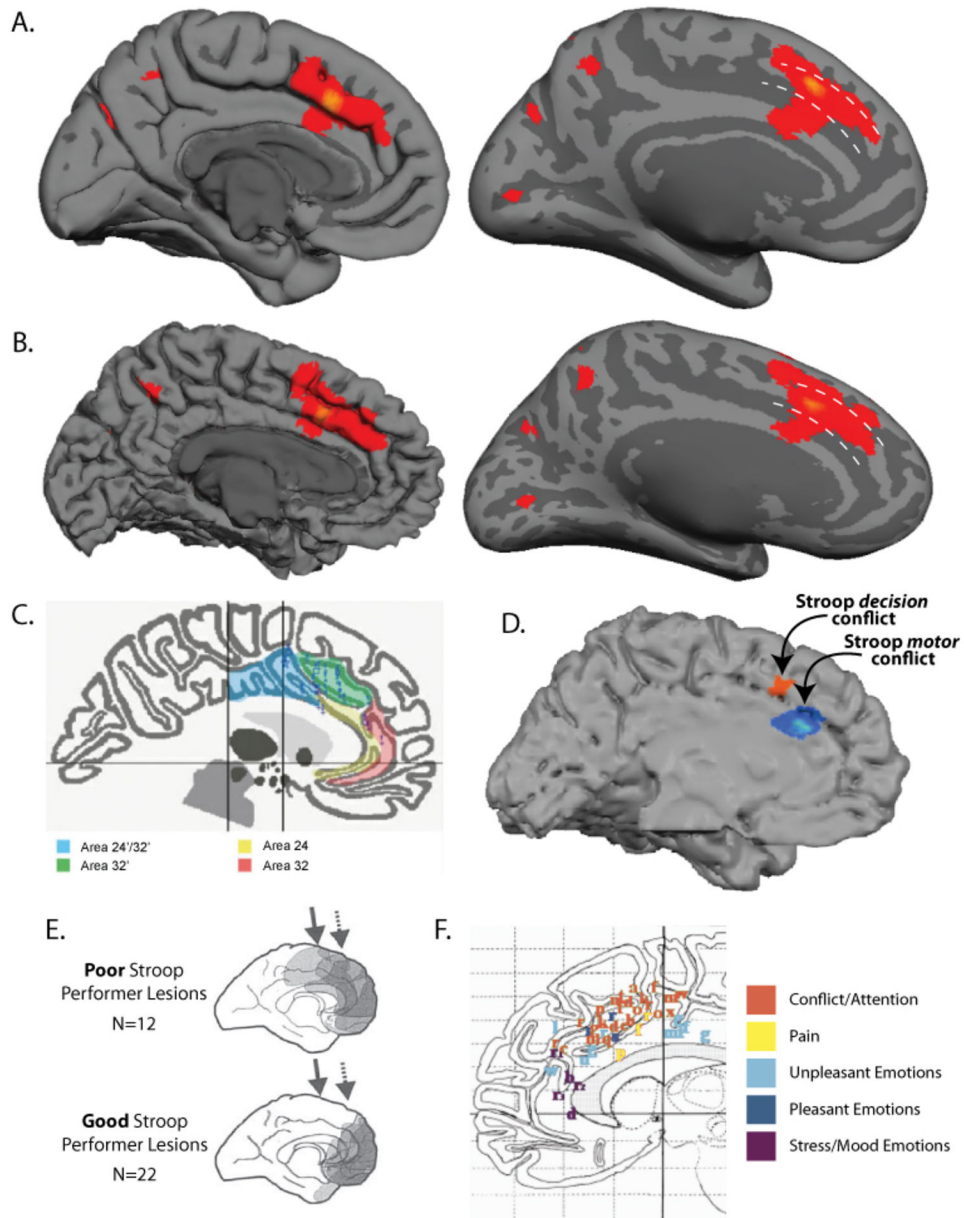 A.
B.
C.
Area 24'/32'
Area 24
Area 32'
Area 32
D.
Stroop decision
conflict
Stroop motor
conflict
E.
Poor Stroop
Performer Lesions
N=12
Good Stroop
Performer Lesions
N=22
F.
Conflict/Attention
Pain
Unpleasant Emotions
Pleasant Emotions
Stress/Mood Emotions